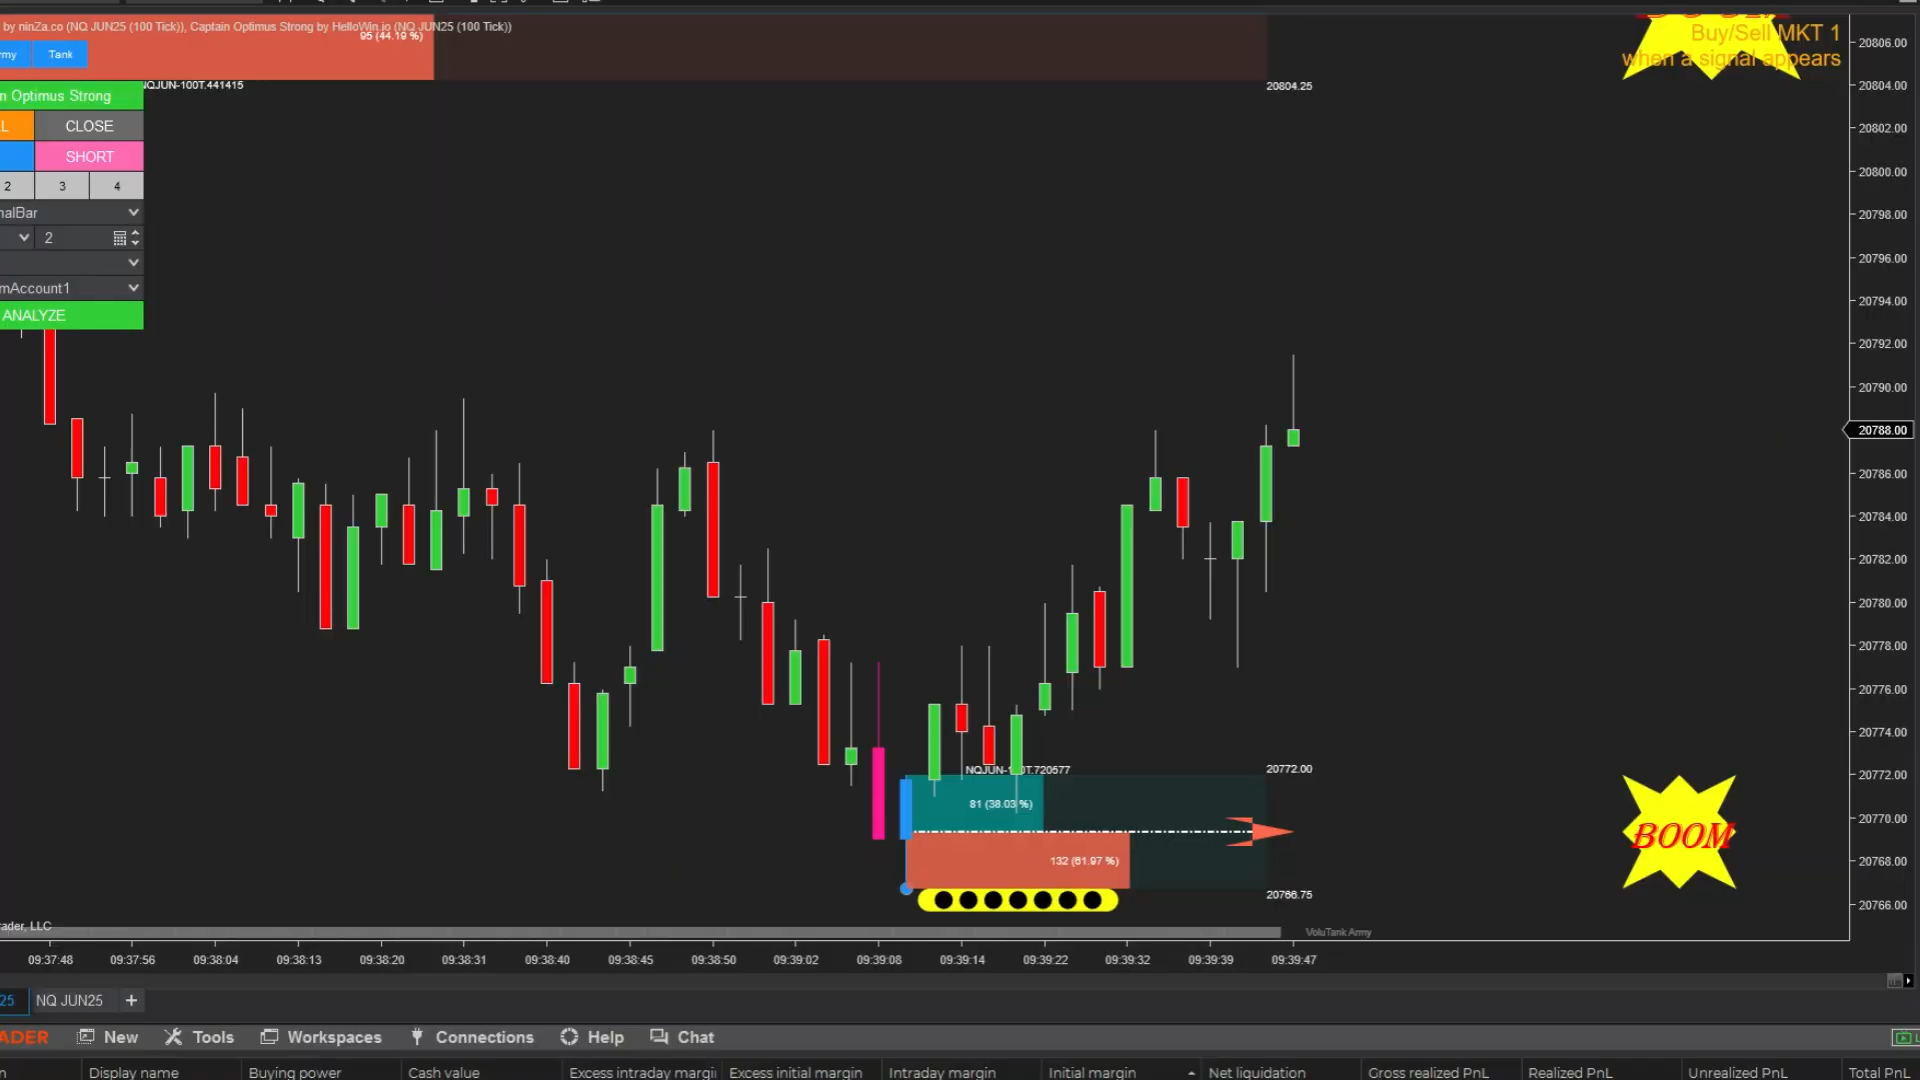 by ninZa.co (NQ JUN25 (100 Tick)), Captain Optimus Strong by HelloWin.io (NQ JUN25 (100 Tick))
95 (44.19 %)
Buy/Sell MKT 1
when a signal appears
my Tank
NQJUN-100T.441415
20804.25
n Optimus Strong
L CLOSE
SHORT
2 3 4
nalBar
2
mAccount1
ANALYZE
20806.00
20804.00
20802.00
20800.00
20798.00
20796.00
20794.00
20792.00
20790.00
20788.00
20786.00
20784.00
20782.00
20780.00
20778.00
20776.00
20774.00
20772.00
20770.00
20768.00
20766.00
20772.00
81 (38.03 %)
132 (61.97 %)
20766.75
BOOM
ader, LLC
VoluTank Army
09:37:48 09:37:56 09:38:04 09:38:13 09:38:20 09:38:31 09:38:40 09:38:45 09:38:50 09:39:02 09:39:08 09:39:14 09:39:22 09:39:32 09:39:39 09:39:47
25 NQ JUN25 +
ADER New Tools Workspaces Connections Help Chat
n Display name Buying power Cash value Excess intraday margi Excess initial margin Intraday margin Initial margin Net liquidation Gross realized PnL Realized PnL Unrealized PnL Total PnL